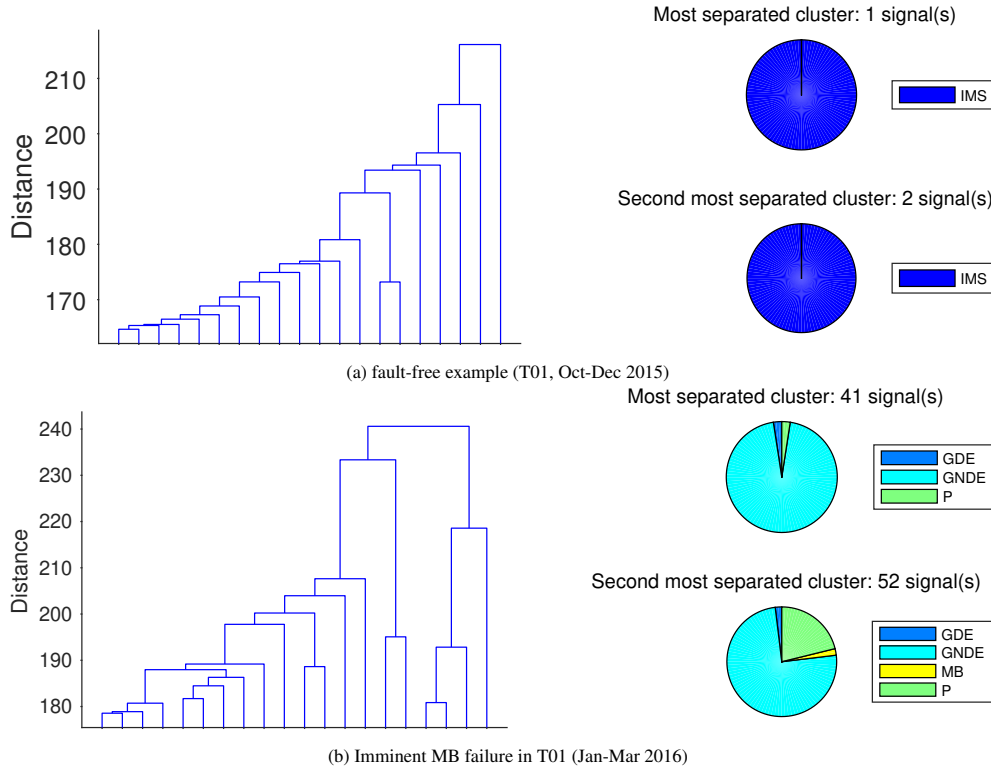 Distance
210
200
190
180
170
Most separated cluster: 1 signal(s)
IMS
Second most separated cluster: 2 signal(s)
IMS
(a) fault-free example (T01, Oct-Dec 2015)
Distance
240
230
220
210
200
190
180
Most separated cluster: 41 signal(s)
GDE
GNDE
P
Second most separated cluster: 52 signal(s)
GDE
GNDE
MB
P
(b) Imminent MB failure in T01 (Jan-Mar 2016)